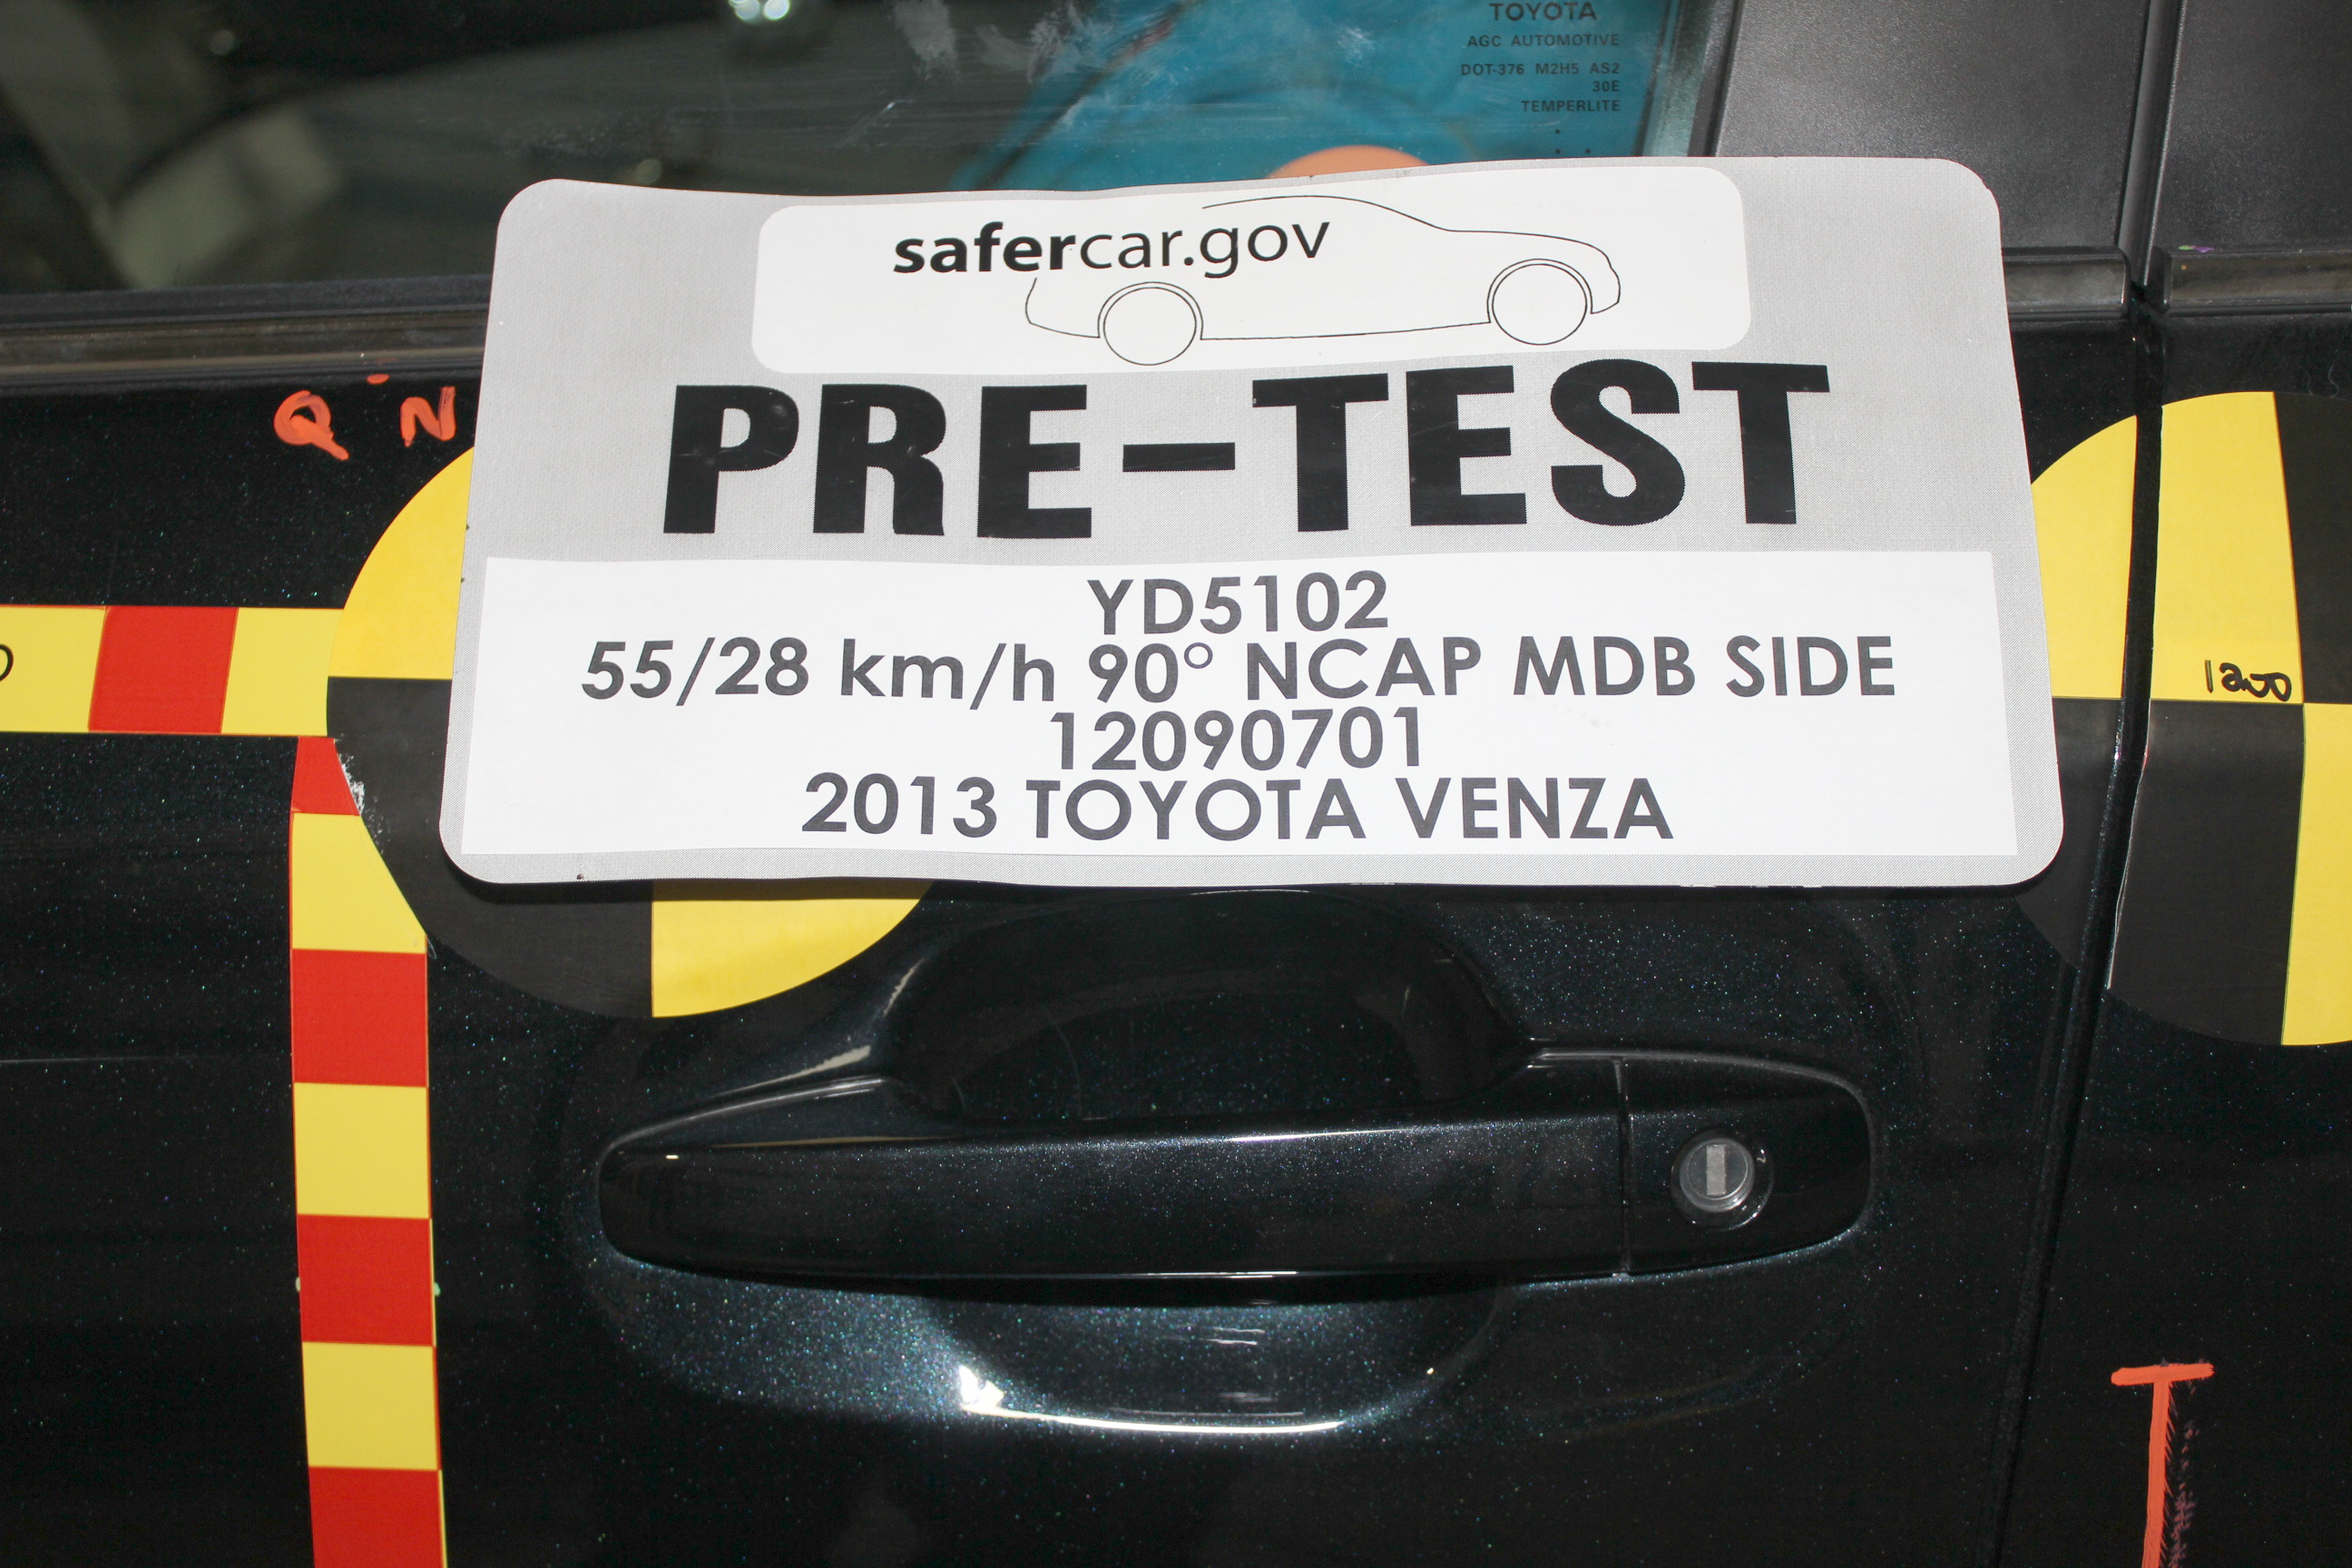 TOYOTA
AGC AUTOMOTIVE
DOT-376 M2H5 AS2
30E
TEMPERLITE
safercar.gov
PRE-TEST
Q N
YD5102
55/28 km/h 90° NCAP MDB SIDE
12090701
2013 TOYOTA VENZA